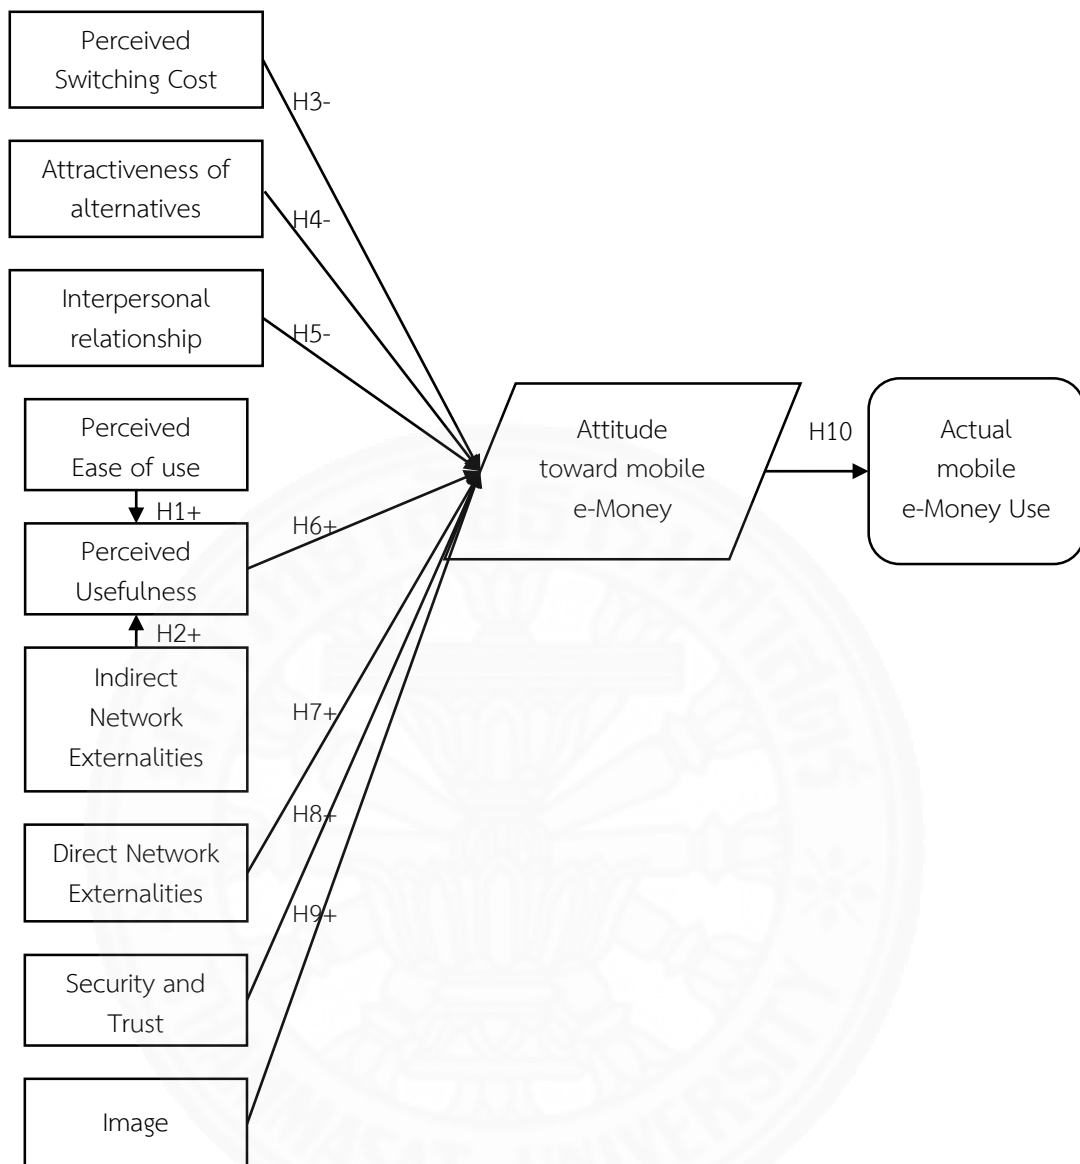 Perceived
Switching Cost
H3-
Attractiveness of
alternatives
H4-
Interpersonal
relationship
H5-
Perceived
Ease of use
H1+
Perceived
Usefulness
H6+
H2+
Indirect
Network
Externalities
H7+
Direct Network
Externalities
H8+
H9+
Security and
Trust
Image
Attitude
toward mobile
e-Money
H10
Actual
mobile
e-Money Use